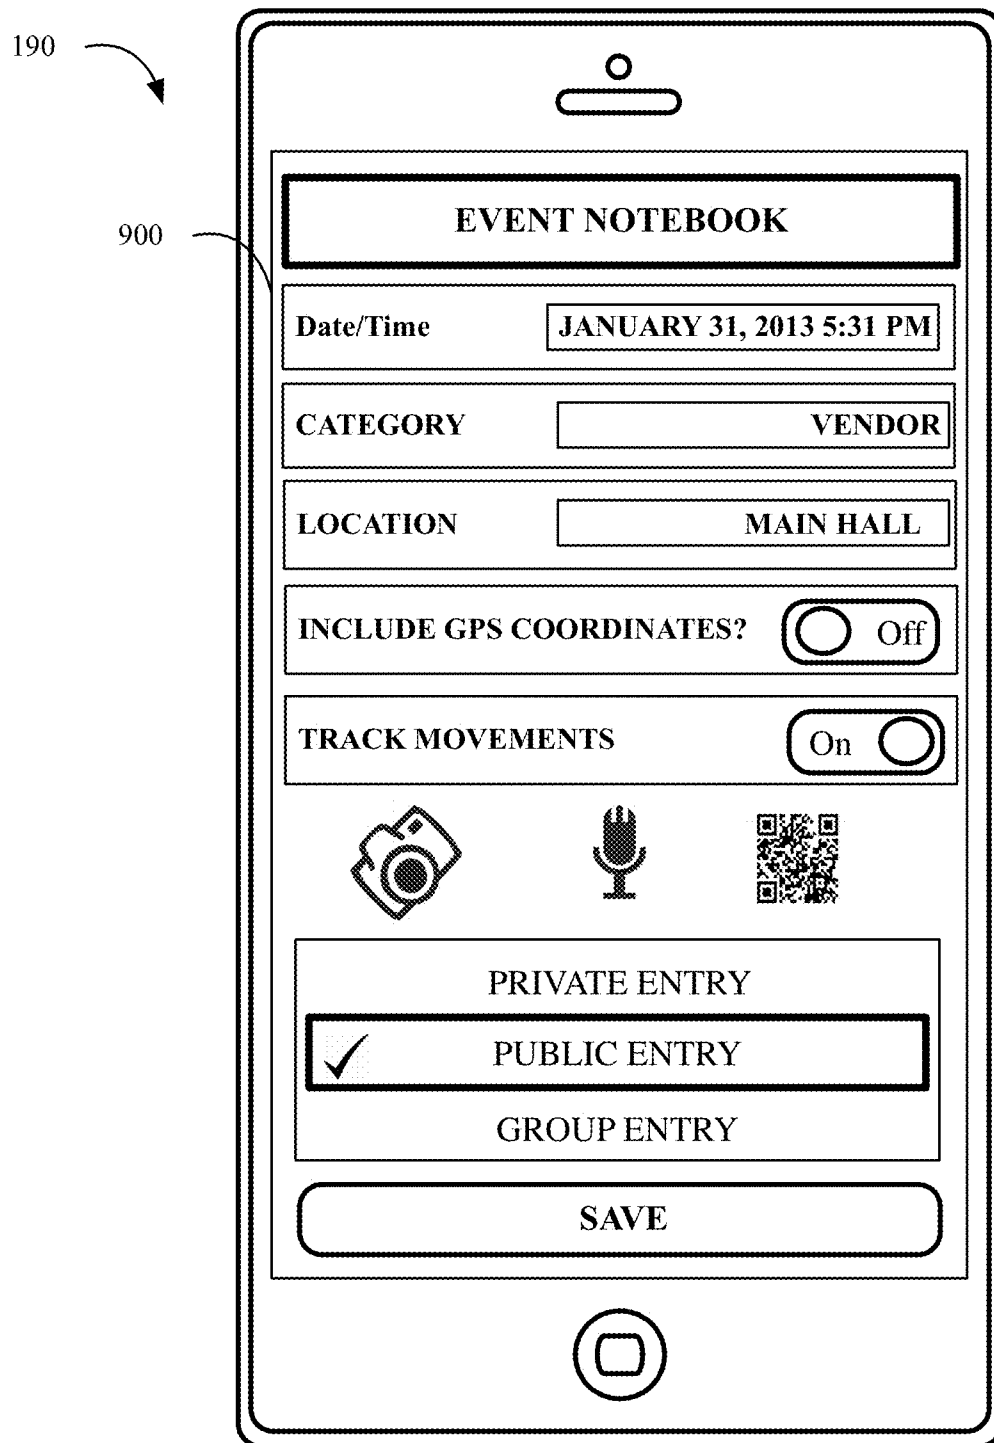 190
900
EVENT NOTEBOOK
Date/Time JANUARY 31, 2013 5:31 PM
CATEGORY VENDOR
LOCATION MAIN HALL
INCLUDE GPS COORDINATES? Off
TRACK MOVEMENTS On
PRIVATE ENTRY
PUBLIC ENTRY
GROUP ENTRY
SAVE